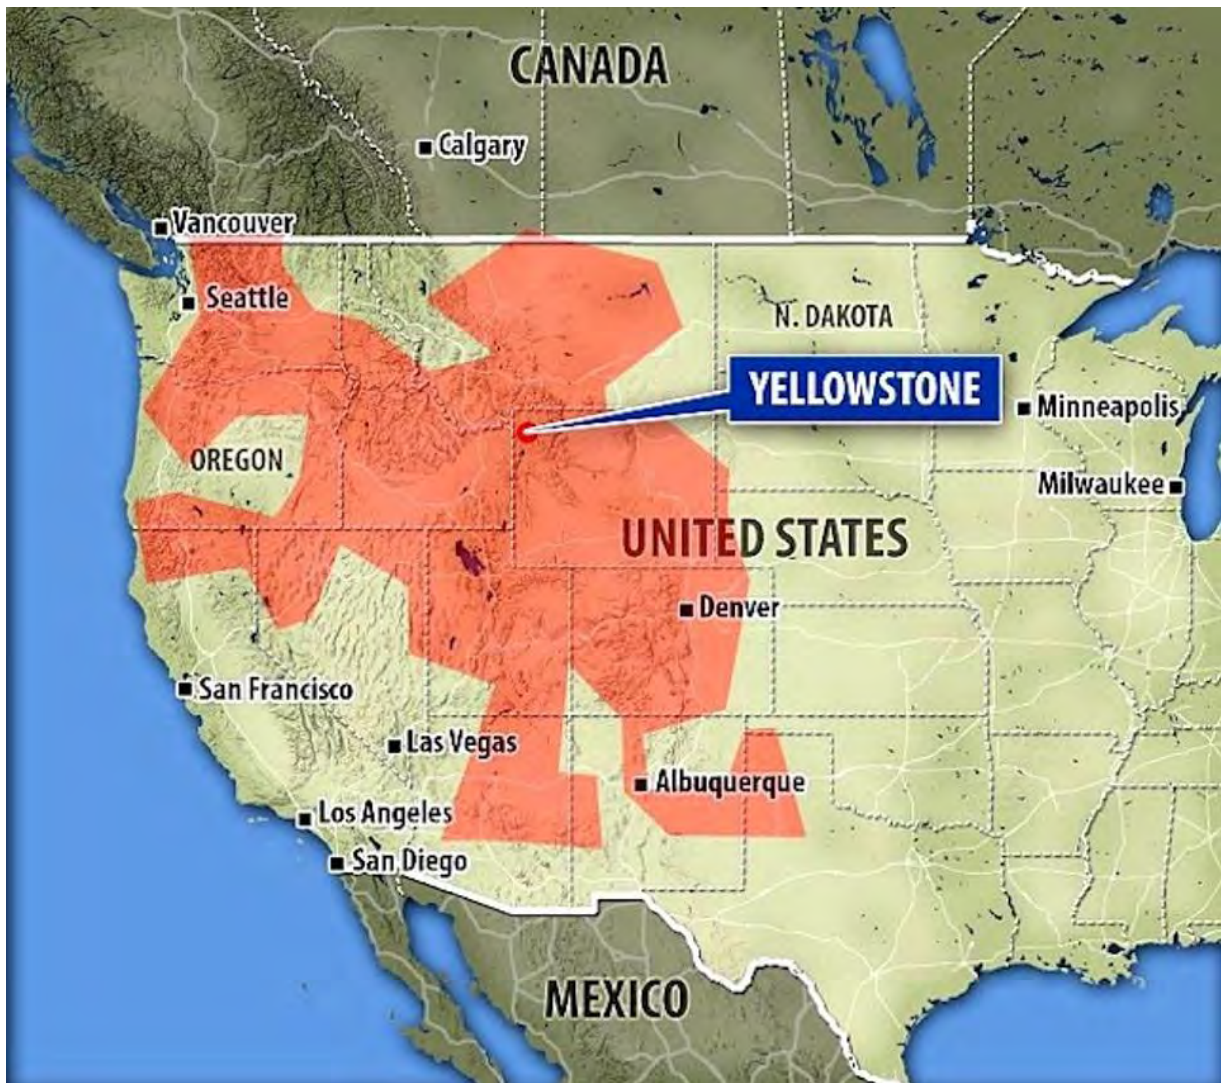 CANADA
Calgary
Vancouver
Seattle
N. DAKOTA
YELLOWSTONE
Minneapolis
OREGON
Milwaukee
UNITED STATES
Denver
San Francisco
Las Vegas
Albuquerque
Los Angeles
San Diego
MEXICO